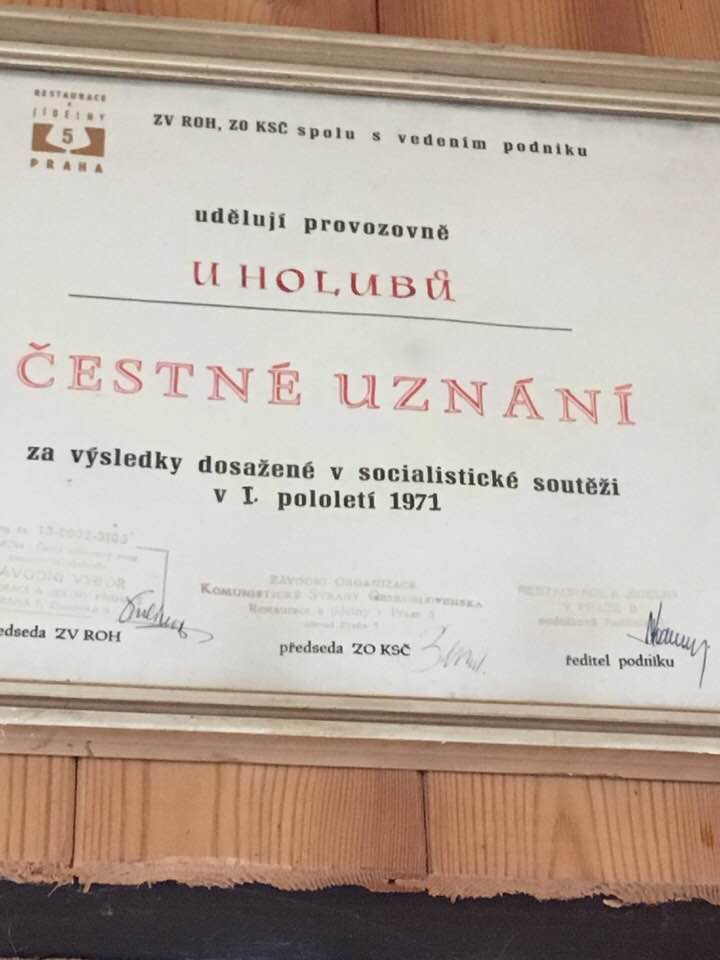 RESTAURACE
A
JÍDELNY
5
PRAHA
ZV ROH, ZO KSČ spolu s vedením podniku
udělují provozovně
U HOLUBŮ
ČESTNÉ UZNÁNÍ
za výsledky dosažené v socialistické soutěži
v I. pololetí 1971
ZÁVODNÍ ORGANIZACE
KOMUNISTICKÉ STRANY ČESKOSLOVENSKA
Restaurace a jídelny - Praha 5
edseda ZV ROH
předseda ZO KSČ
ředitel podniku